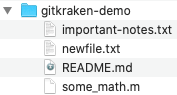 gitkraken-demo
important-notes.txt
newfile.txt
README.md
some_math.m